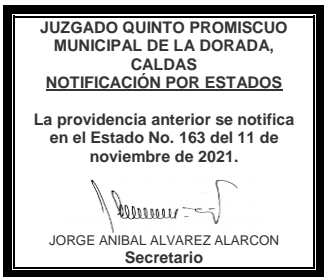 JUZGADO QUINTO PROMISCUO
MUNICIPAL DE LA DORADA,
CALDAS
NOTIFICACIÓN POR ESTADOS
La providencia anterior se notifica
en el Estado No. 163 del 11 de
noviembre de 2021.
JORGE ANIBAL ALVAREZ ALARCON
Secretario